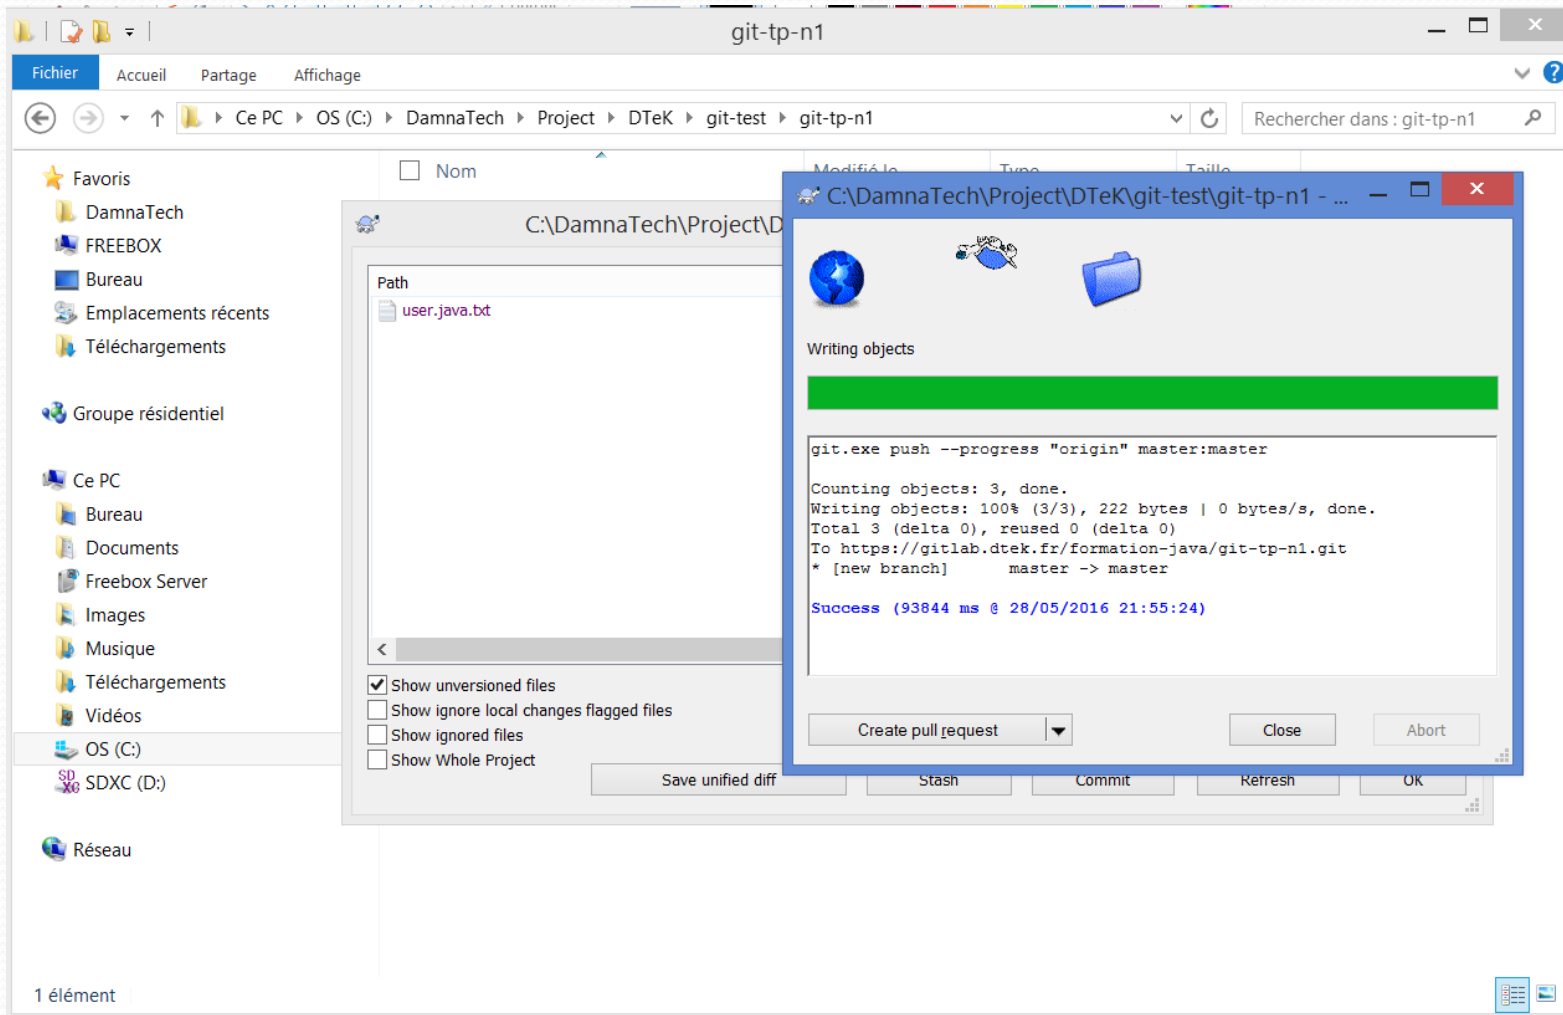 git-tp-n1
Fichier Accueil Partage Affichage
Ce PC OS (C:) DamnaTech Project DTeK git-test git-tp-n1
Rechercher dans : git-tp-n1
Nom Modifié le Type Taille
Favoris
DamnaTech
FREEBOX
Bureau
Emplacements récents
Téléchargements
Groupe résidentiel
Ce PC
Bureau
Documents
Freebox Server
Images
Musique
Téléchargements
Vidéos
OS (C:)
SDXC (D:)
Réseau
1 élément
C:\DamnaTech\Project\D
Path
user.java.txt
Show unversioned files
Show ignore local changes flagged files
Show ignored files
Show Whole Project
Save unified diff Stash Commit Refresh OK
C:\DamnaTech\Project\DTeK\git-test\git-tp-n1 - ...
Writing objects
git.exe push --progress "origin" master:master
Counting objects: 3, done.
Writing objects: 100% (3/3), 222 bytes | 0 bytes/s, done.
Total 3 (delta 0), reused 0 (delta 0)
To https://gitlab.dtek.fr/formation-java/git-tp-n1.git
* [new branch] master -> master
Success (93844 ms @ 28/05/2016 21:55:24)
Create pull request Close Abort